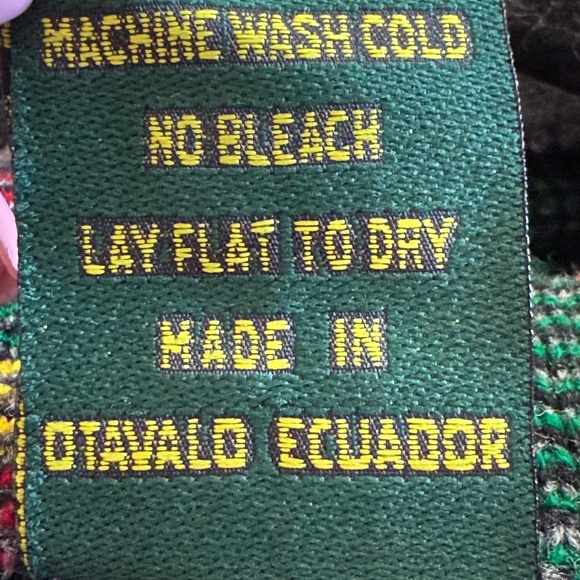 MACHINE WASH COLD
NO BLEACH
LAY FLAT TO DRY
MADE IN
OTAVALO ECUADOR